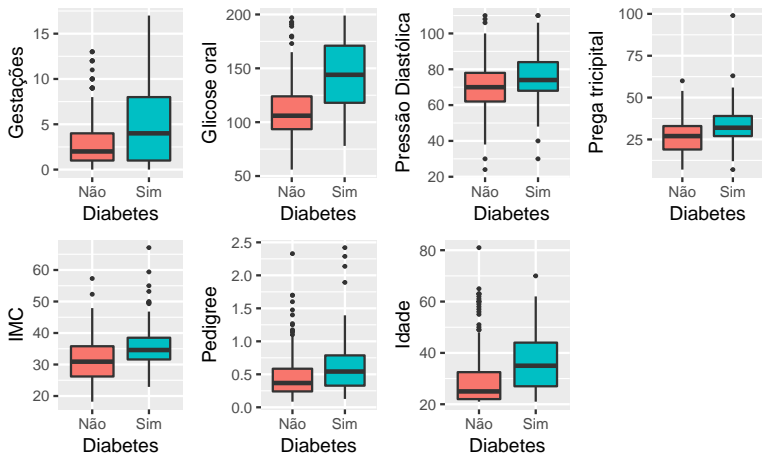 Gestações
15
10
5
0
Não Sim
Diabetes
Glicose oral
200
150
100
50
Não Sim
Diabetes
Pressão Diastólica
100
80
60
40
20
Não Sim
Diabetes
Prega tricipital
100
75
50
25
Não Sim
Diabetes
IMC
60
50
40
30
20
Não Sim
Diabetes
Pedigree
2.5
2.0
1.5
1.0
0.5
0.0
Não Sim
Diabetes
Idade
80
60
40
20
Não Sim
Diabetes